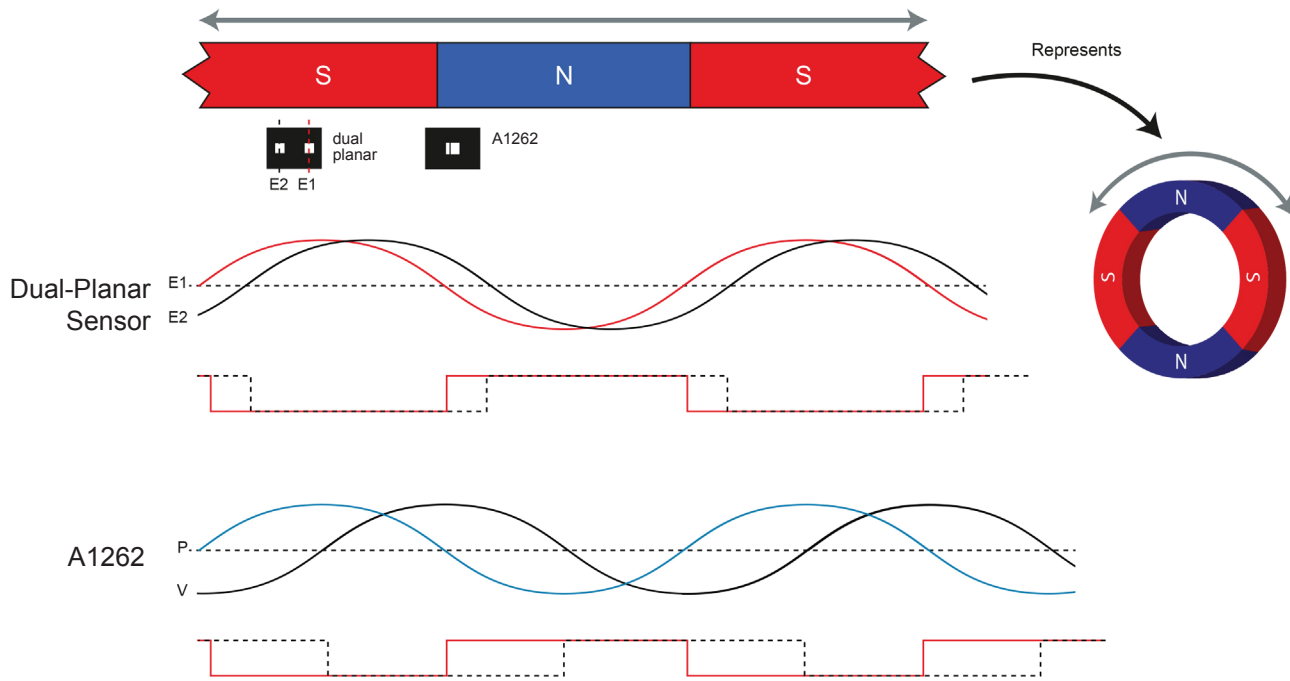 S
N
S
Represents
dual
planar
A1262
E2
E1
N
S
S
N
Dual-Planar
Sensor
E1
E2
A1262
P
V